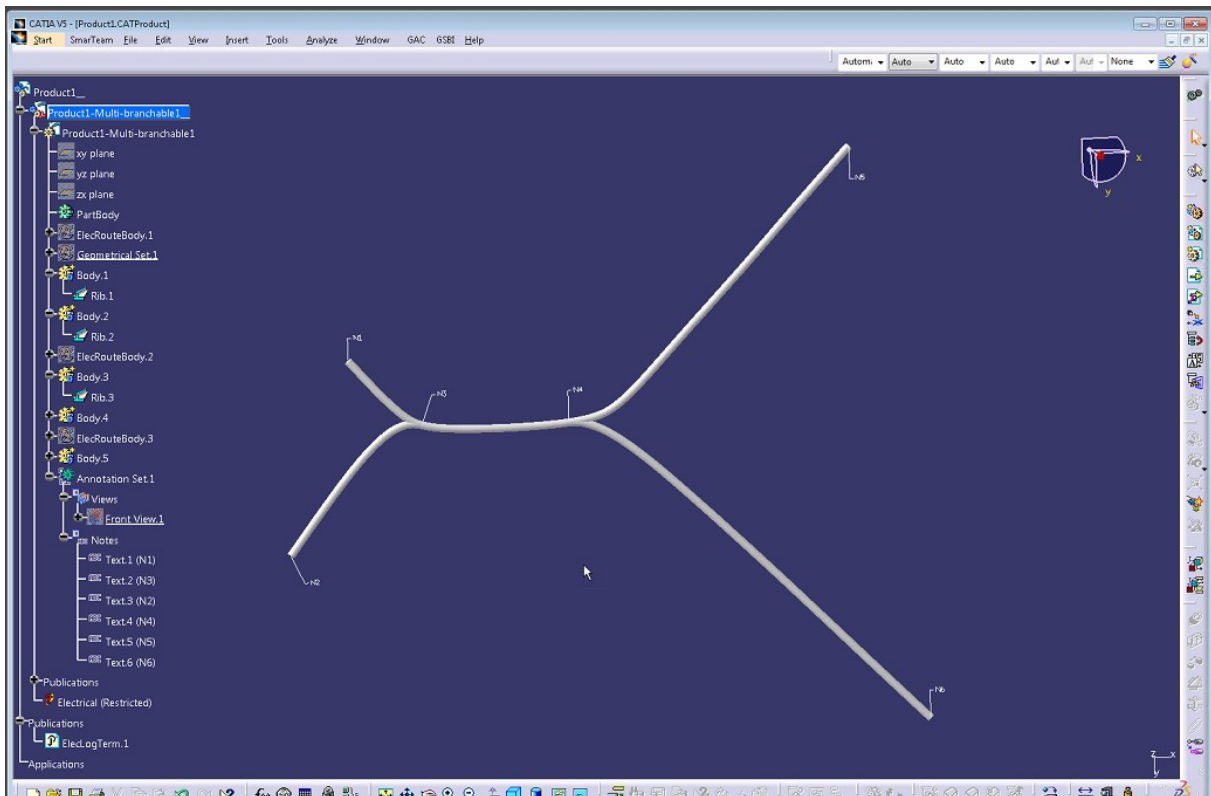 CATIA V5 - [Product1.CATProduct]
Start SmarTeam File Edit View Insert Tools Analyze Window GAC GSBI Help
Auto Auto Auto None
Product1__
Product1-Multi-branchable1__
Product1-Multi-branchable1
xy plane
yz plane
zx plane
PartBody
ElecRouteBody.1
Geometrical Set.1
Body.1
Rib.1
Body.2
Rib.2
ElecRouteBody.2
Body.3
Rib.3
Body.4
ElecRouteBody.3
Body.5
Annotation Set.1
Views
Front View.1
Notes
Text.1 (N1)
Text.2 (N3)
Text.3 (N2)
Text.4 (N4)
Text.5 (N5)
Text.6 (N6)
Publications
Electrical (Restricted)
Publications
ElecLogTerm.1
Applications
N5
N1
N3
N4
N2
N6
x
y
z x
y